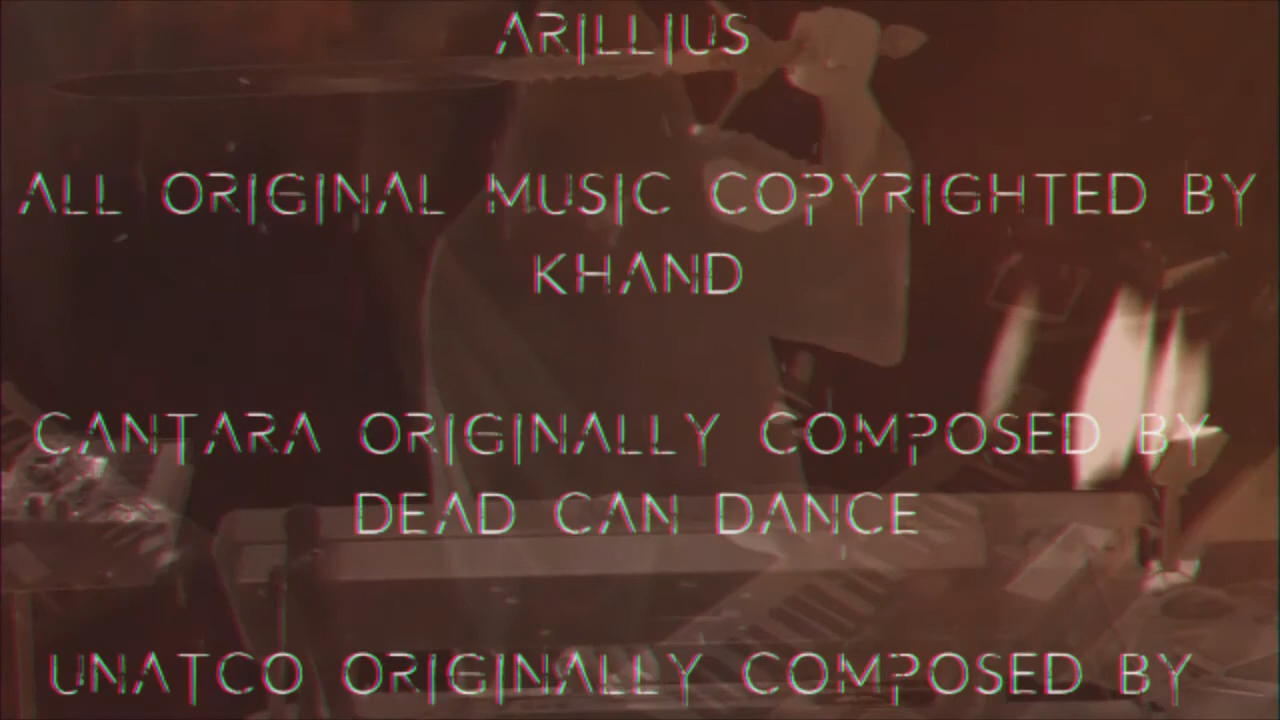 ARILLIUS
ALL ORIGINAL MUSIC COPYRIGHTED BY
KHAND
CANTARA ORIGINALLY COMPOSED BY
DEAD CAN DANCE
UNATCO ORIGINALLY COMPOSED BY